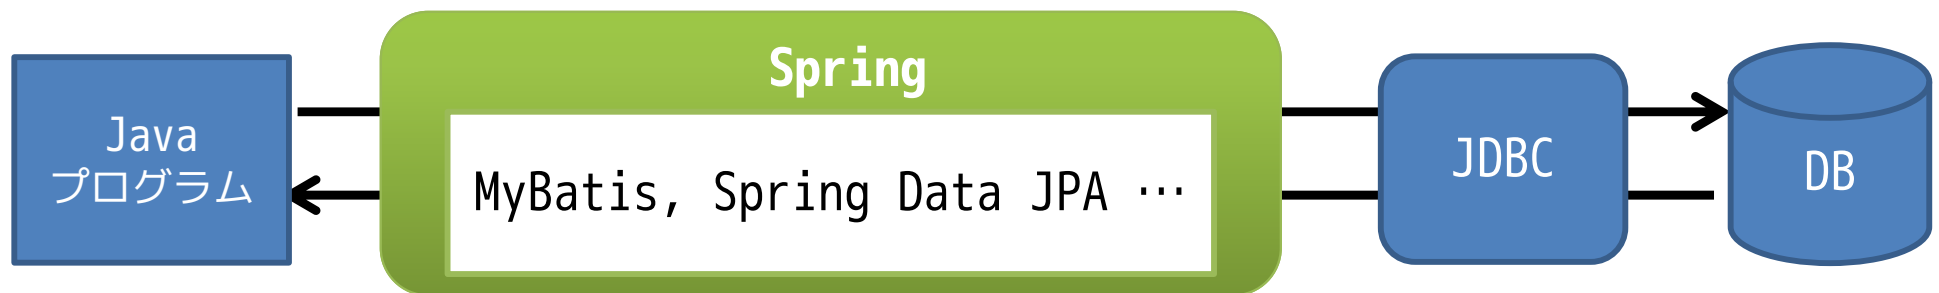 Java
プログラム
Spring
MyBatis, Spring Data JPA …
JDBC
DB